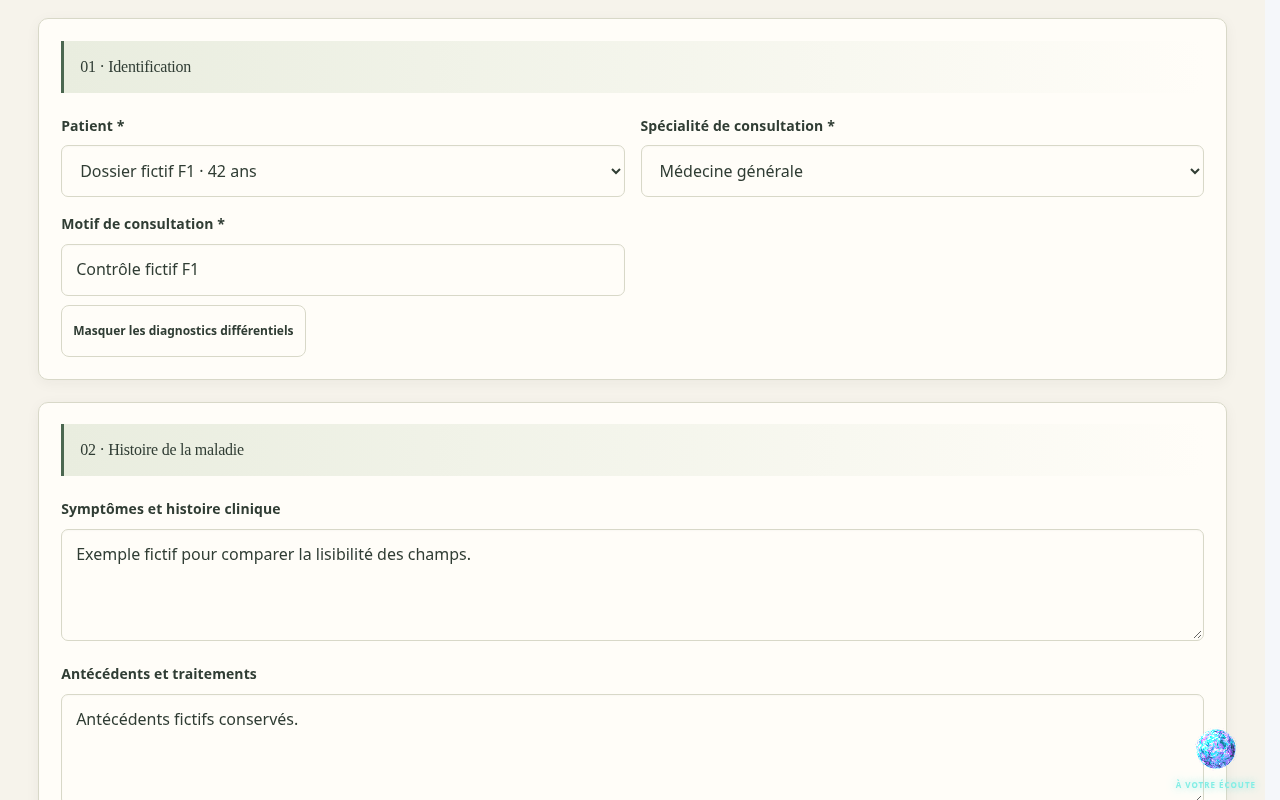 01 · Identification
Patient *
Spécialité de consultation *
Dossier fictif F1 · 42 ans
Médecine générale
Motif de consultation *
Contrôle fictif F1
Masquer les diagnostics différentiels
02 · Histoire de la maladie
Symptômes et histoire clinique
Exemple fictif pour comparer la lisibilité des champs.
Antécédents et traitements
Antécédents fictifs conservés.
À VOTRE ÉCOUTE